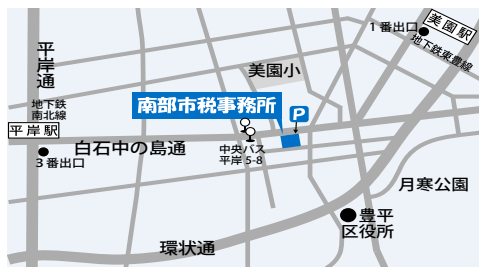 美園駅
1番出口
地下鉄東豊線
平岸通
美園小
地下鉄
南北線
南部市税事務所
P
平岸駅
白石中の島通
中央バス
平岸5-8
3番出口
月寒公園
豊平
区役所
環状通